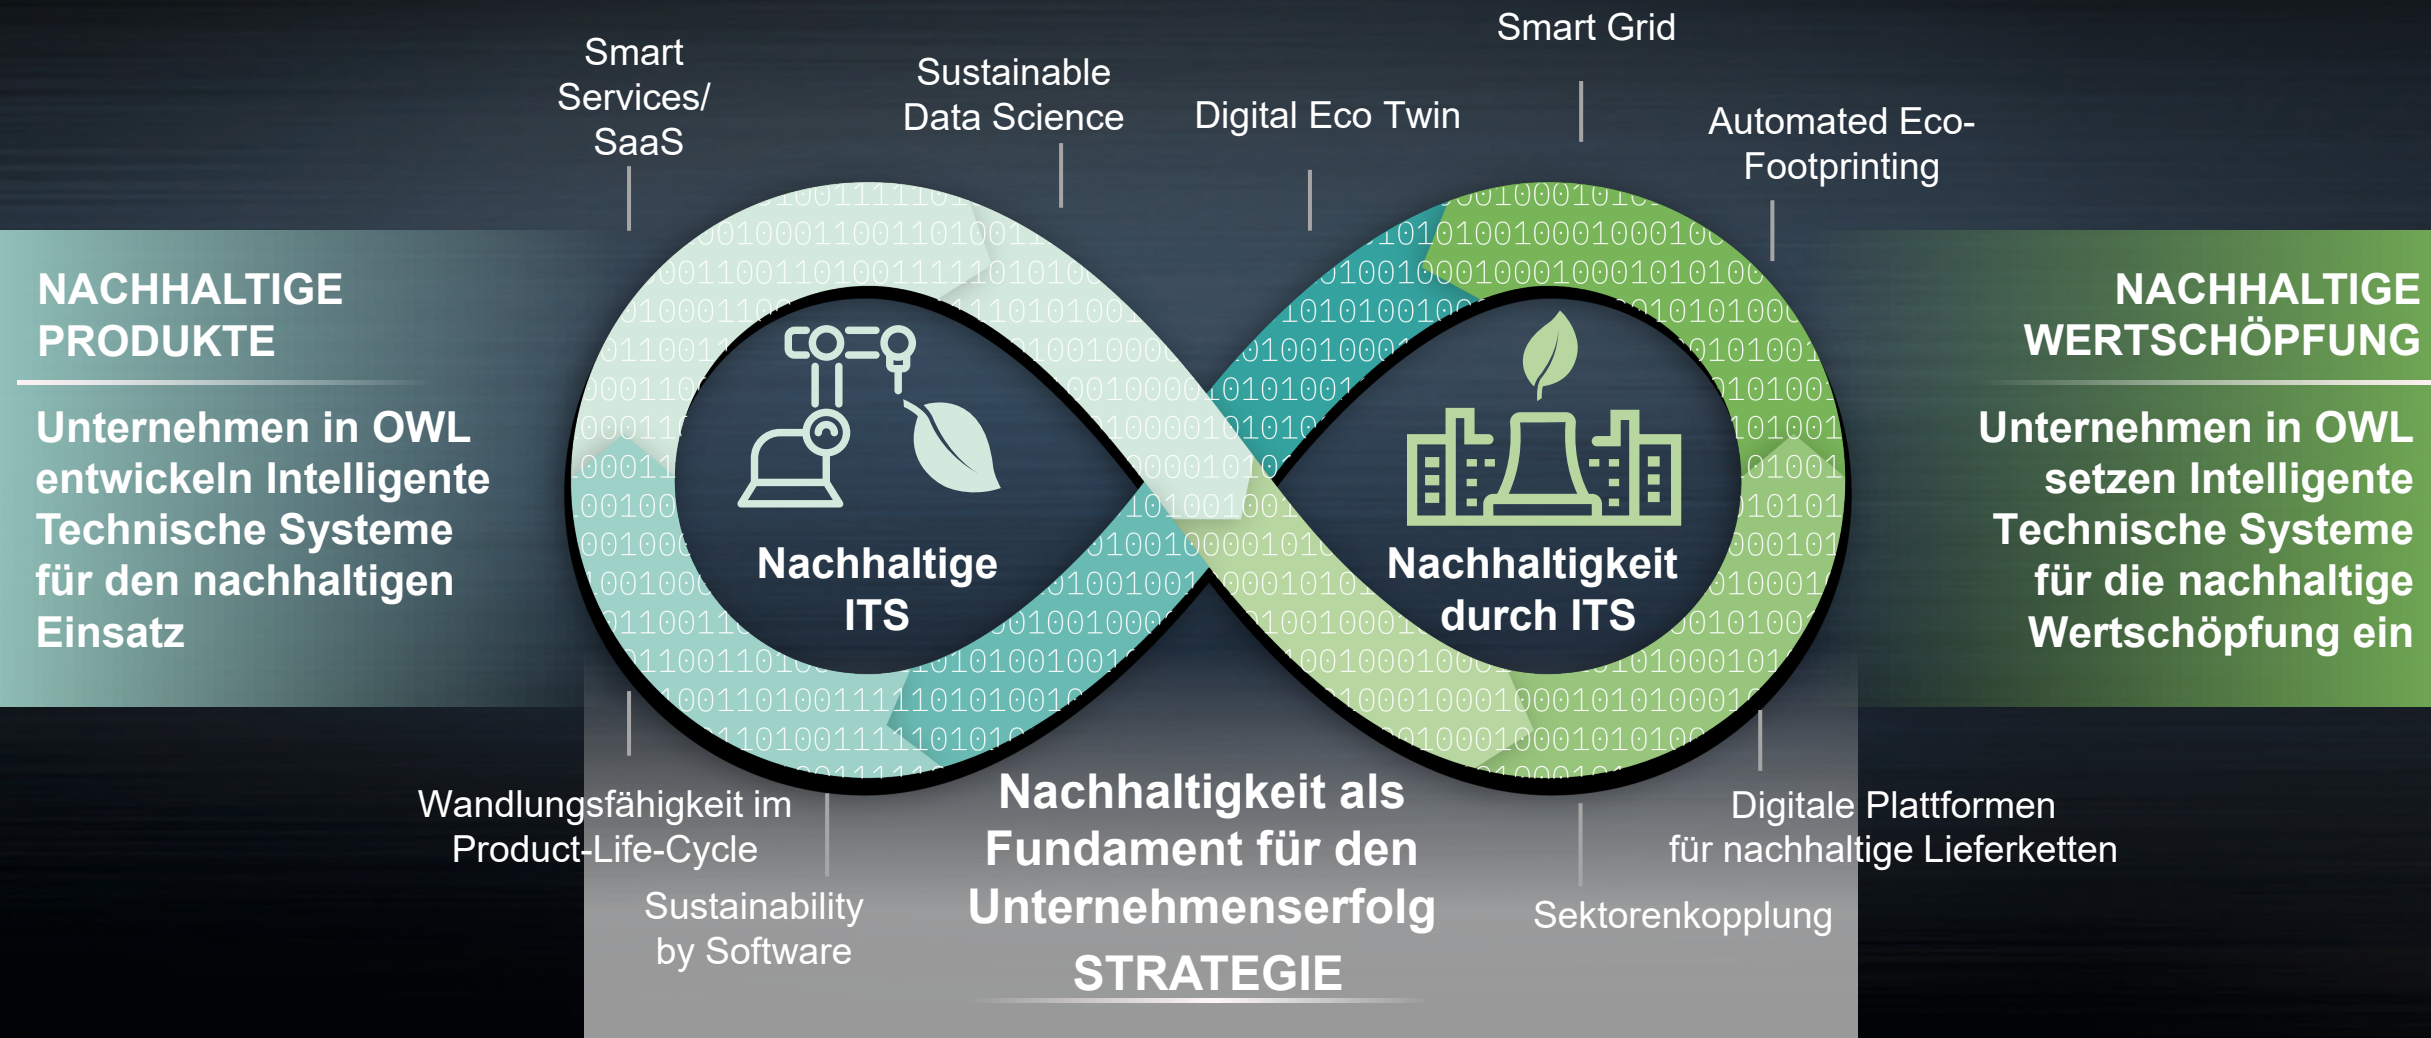 Smart Grid
Smart
Services/
SaaS
Sustainable
Data Science
Digital Eco Twin
Automated Eco-
Footprinting
NACHHALTIGE
PRODUKTE
Unternehmen in OWL
entwickeln Intelligente
Technische Systeme
für den nachhaltigen
Einsatz
Nachhaltige
ITS
Nachhaltigkeit
durch ITS
NACHHALTIGE
WERTSCHÖPFUNG
Unternehmen in OWL
setzen Intelligente
Technische Systeme
für die nachhaltige
Wertschöpfung ein
Wandlungsfähigkeit im
Product-Life-Cycle
Sustainability
by Software
Nachhaltigkeit als
Fundament für den
Unternehmenserfolg
STRATEGIE
Digitale Plattformen
für nachhaltige Lieferketten
Sektorenkopplung